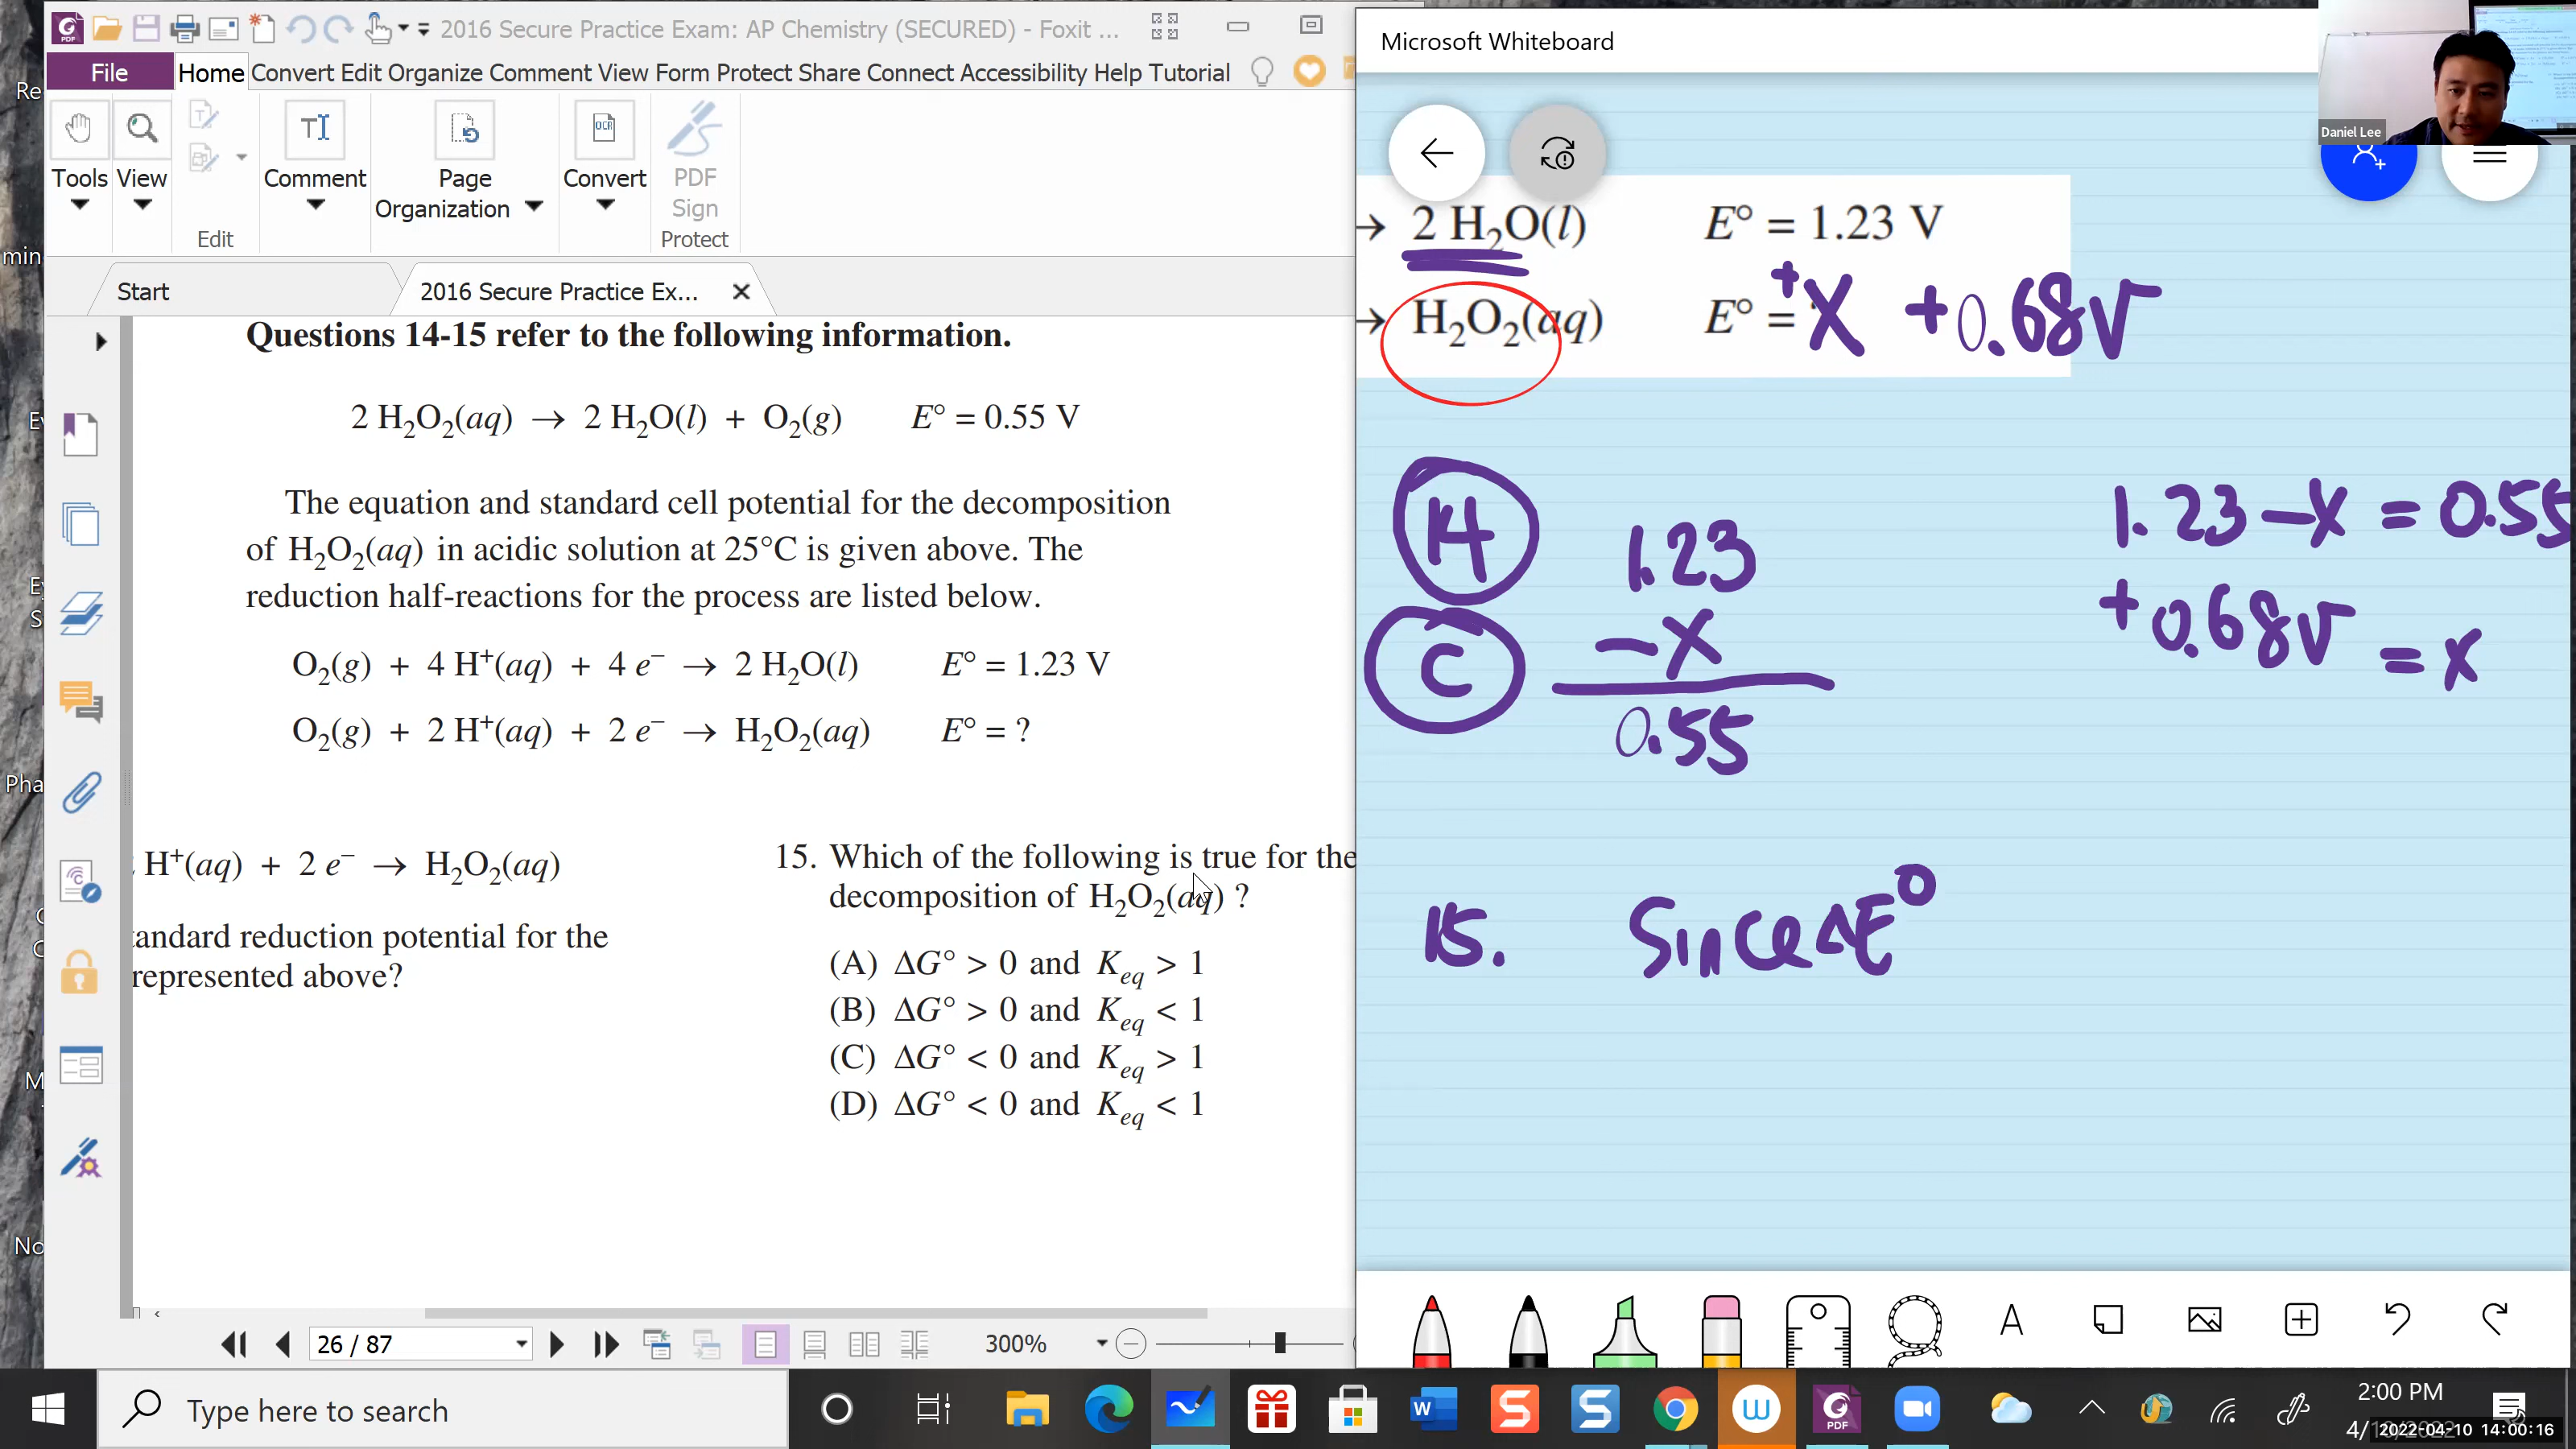 2016 Secure Practice Exam: AP Chemistry (SECURED) - Foxit ...
File Home Convert Edit Organize Comment View Form Protect Share Connect Accessibility Help Tutorial
Tools View Comment Page Organization Convert PDF Sign
Edit Protect
Start
2016 Secure Practice Ex...
Questions 14-15 refer to the following information.
2 H₂O₂(aq) → 2 H₂O(l) + O₂(g) E° = 0.55 V
The equation and standard cell potential for the decomposition
of H₂O₂(aq) in acidic solution at 25°C is given above. The
reduction half-reactions for the process are listed below.
O₂(g) + 4 H⁺(aq) + 4 e⁻ → 2 H₂O(l) E° = 1.23 V
O₂(g) + 2 H⁺(aq) + 2 e⁻ → H₂O₂(aq) E° = ?
H⁺(aq) + 2 e⁻ → H₂O₂(aq)
tandard reduction potential for the
represented above?
15. Which of the following is true for the
decomposition of H₂O₂(aq) ?
(A) ΔG° > 0 and Keq > 1
(B) ΔG° > 0 and Keq < 1
(C) ΔG° < 0 and Keq > 1
(D) ΔG° < 0 and Keq < 1
26 / 87
300%
Microsoft Whiteboard
Daniel Lee
→ 2 H₂O(l) E° = 1.23 V
→ H₂O₂(aq) E° = +X +0.68V
14
C
1.23
-X
0.55
1.23-X = 0.55
+0.68V = X
15. Since ΔE°
Type here to search
2:00 PM
2022-04-10 14:00:16